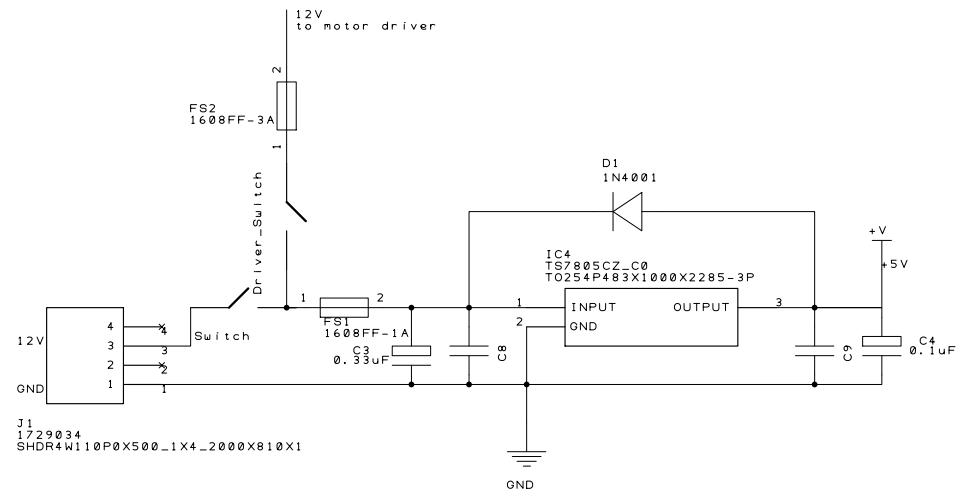 12V
to motor driver
2
FS2
1608FF-3A
1
Driver_Switch
D1
1N4001
+V
+5V
IC4
TS7805CZ_C0
TO254P483X1000X2285-3P
1
INPUT
OUTPUT
3
2
GND
1
2
FS1
1608FF-1A
Switch
C3
0.33uF
C8
C9
C4
0.1uF
12V
4
4
3
3
2
2
GND
1
1
J1
1729034
SHDR4W110P0X500_1X4_2000X810X1
GND